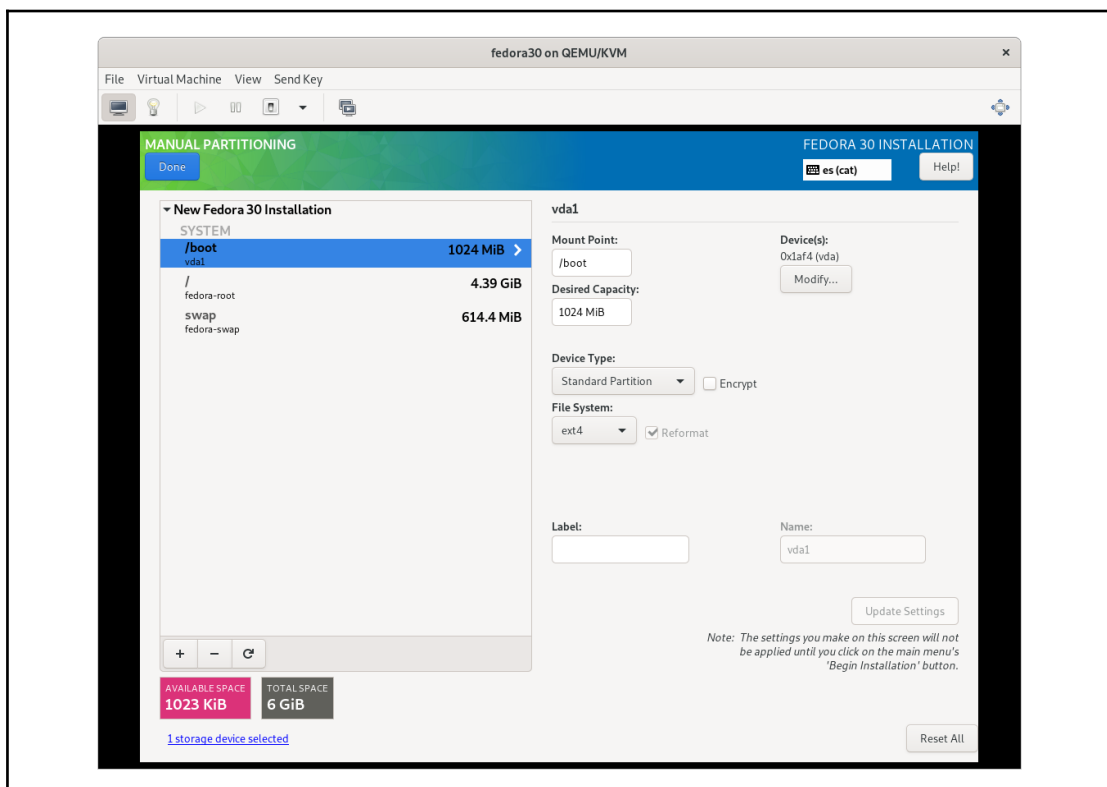 fedora30 on QEMU/KVM
File Virtual Machine View Send Key
MANUAL PARTITIONING
FEDORA 30 INSTALLATION
Done
es (cat)
Help!
New Fedora 30 Installation
SYSTEM
/boot 1024 MiB
vda1
/ 4.39 GiB
fedora-root
swap 614.4 MiB
fedora-swap
vda1
Mount Point:
/boot
Device(s):
0x1af4 (vda)
Modify...
Desired Capacity:
1024 MiB
Device Type:
Standard Partition
Encrypt
File System:
ext4
Reformat
Label:
Name:
vda1
Update Settings
Note: The settings you make on this screen will not
be applied until you click on the main menu's
'Begin Installation' button.
AVAILABLE SPACE
1023 KiB
TOTAL SPACE
6 GiB
1 storage device selected
Reset All